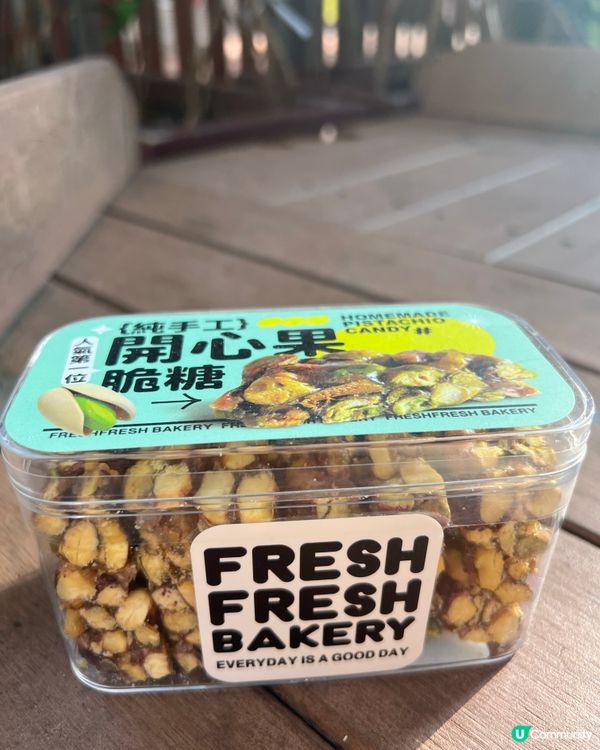 {純手工}
開心果
脆糖
人氣第一位
HOMEMADE
PISTACHIO
CANDY #
FRESHFRESH BAKERY
FRESHFRESH BAKERY
FRESH
FRESH
BAKERY
EVERYDAY IS A GOOD DAY
U Community